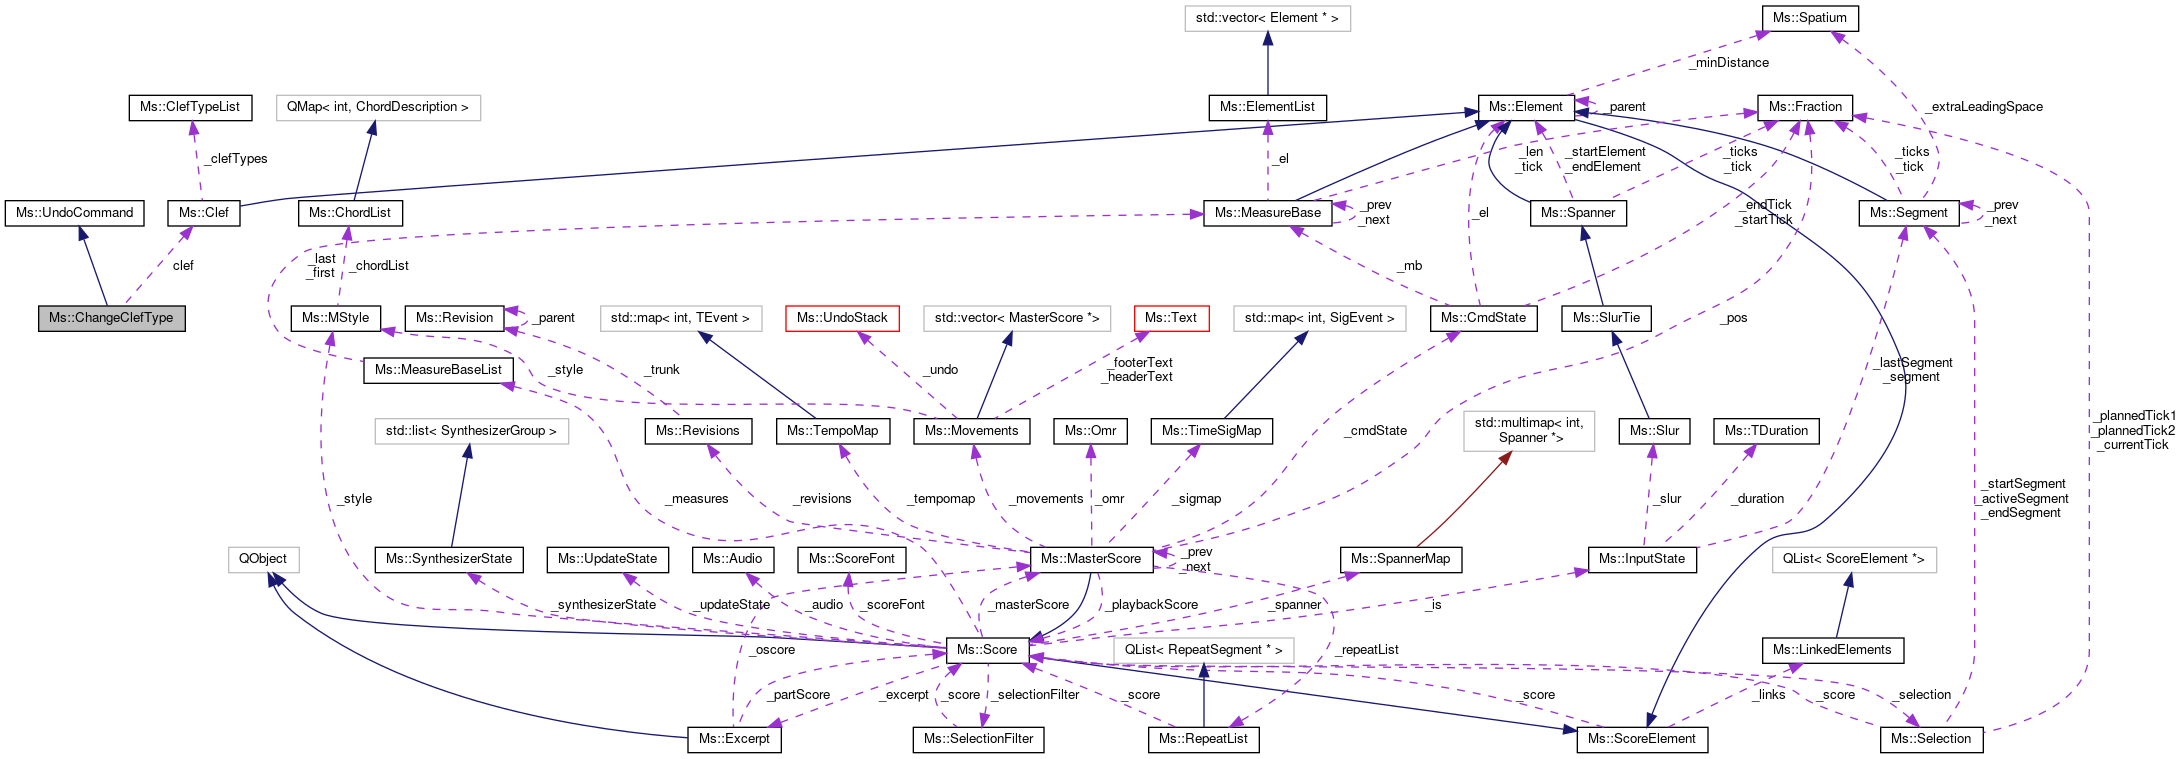 std::vector< Element * >
Ms::Spatium
_minDistance
Ms::ClefTypeList
QMap< int, ChordDescription >
Ms::ElementList
Ms::Element
_parent
Ms::Fraction
_extraLeadingSpace
_clefTypes
_el
_len
_tick
_startElement
_endElement
_ticks
_tick
_ticks
_tick
Ms::UndoCommand
Ms::Clef
Ms::ChordList
Ms::MeasureBase
_prev
_next
_el
Ms::Spanner
_endTick
_startTick
Ms::Segment
_prev
_next
clef
_last
_first
_chordList
_mb
Ms::ChangeClefType
Ms::MStyle
Ms::Revision
_parent
std::map< int, TEvent >
Ms::UndoStack
std::vector< MasterScore *>
Ms::Text
std::map< int, SigEvent >
Ms::CmdState
Ms::SlurTie
_pos
Ms::MeasureBaseList
_style
_trunk
_undo
_footerText
_headerText
_lastSegment
_segment
std::list< SynthesizerGroup >
Ms::Revisions
Ms::TempoMap
Ms::Movements
Ms::Omr
Ms::TimeSigMap
_cmdState
std::multimap< int,
Spanner *>
Ms::Slur
Ms::TDuration
_plannedTick1
_plannedTick2
_currentTick
_style
_measures
_revisions
_tempomap
_movements
_omr
_sigmap
_slur
_duration
_startSegment
_activeSegment
_endSegment
QObject
Ms::SynthesizerState
Ms::UpdateState
Ms::Audio
Ms::ScoreFont
Ms::MasterScore
_prev
_next
Ms::SpannerMap
Ms::InputState
QList< ScoreElement *>
_synthesizerState
_updateState
_audio
_scoreFont
_masterScore
_playbackScore
_spanner
_is
_oscore
Ms::Score
QList< RepeatSegment * >
_repeatList
Ms::LinkedElements
_partScore
_excerpt
_score
_selectionFilter
_score
_score
_links
_score
_selection
Ms::Excerpt
Ms::SelectionFilter
Ms::RepeatList
Ms::ScoreElement
Ms::Selection